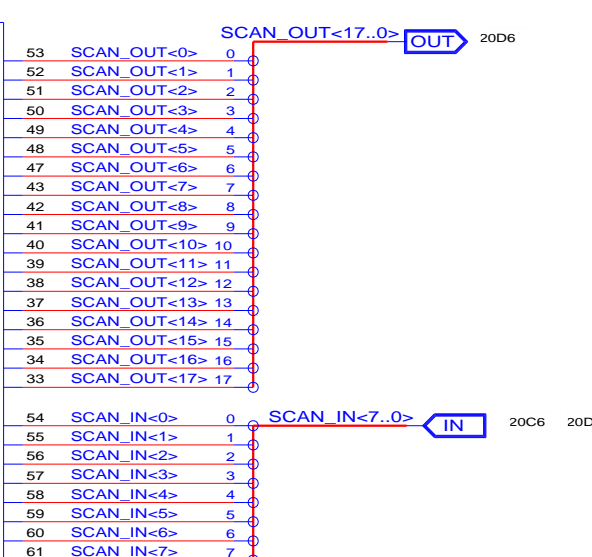 SCAN_OUT<17..0> OUT 20D6
53 SCAN_OUT<0> 0
52 SCAN_OUT<1> 1
51 SCAN_OUT<2> 2
50 SCAN_OUT<3> 3
49 SCAN_OUT<4> 4
48 SCAN_OUT<5> 5
47 SCAN_OUT<6> 6
43 SCAN_OUT<7> 7
42 SCAN_OUT<8> 8
41 SCAN_OUT<9> 9
40 SCAN_OUT<10> 10
39 SCAN_OUT<11> 11
38 SCAN_OUT<12> 12
37 SCAN_OUT<13> 13
36 SCAN_OUT<14> 14
35 SCAN_OUT<15> 15
34 SCAN_OUT<16> 16
33 SCAN_OUT<17> 17
54 SCAN_IN<0> 0 SCAN_IN<7..0> IN 20C6 20D
55 SCAN_IN<1> 1
56 SCAN_IN<2> 2
57 SCAN_IN<3> 3
58 SCAN_IN<4> 4
59 SCAN_IN<5> 5
60 SCAN_IN<6> 6
61 SCAN_IN<7> 7